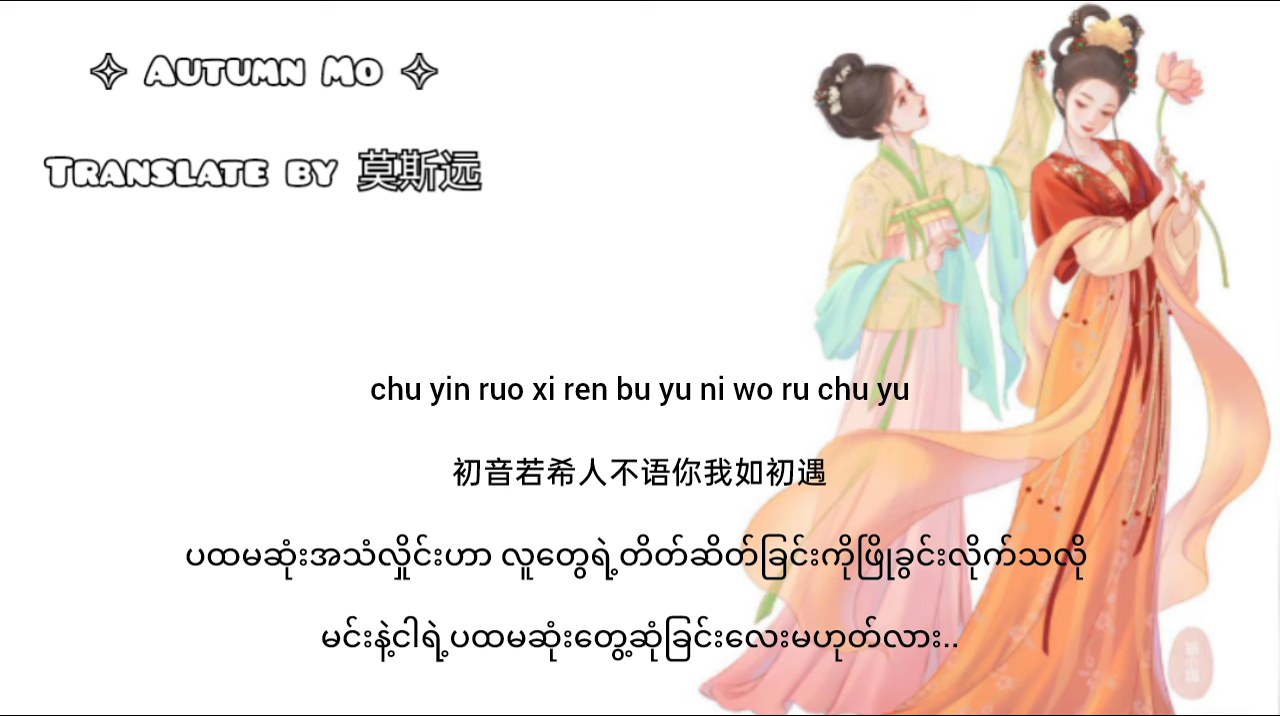 ✧ Autumn Mo ✧
Translate by 莫斯远
chu yin ruo xi ren bu yu ni wo ru chu yu
初音若希人不语你我如初遇
ပထမဆုံးအသံလှိုင်းဟာ လူတွေရဲ့တိတ်ဆိတ်ခြင်းကိုဖြိုခွင်းလိုက်သလို
မင်းနဲ့ငါရဲ့ပထမဆုံးတွေ့ဆုံခြင်းလေးမဟုတ်လား..